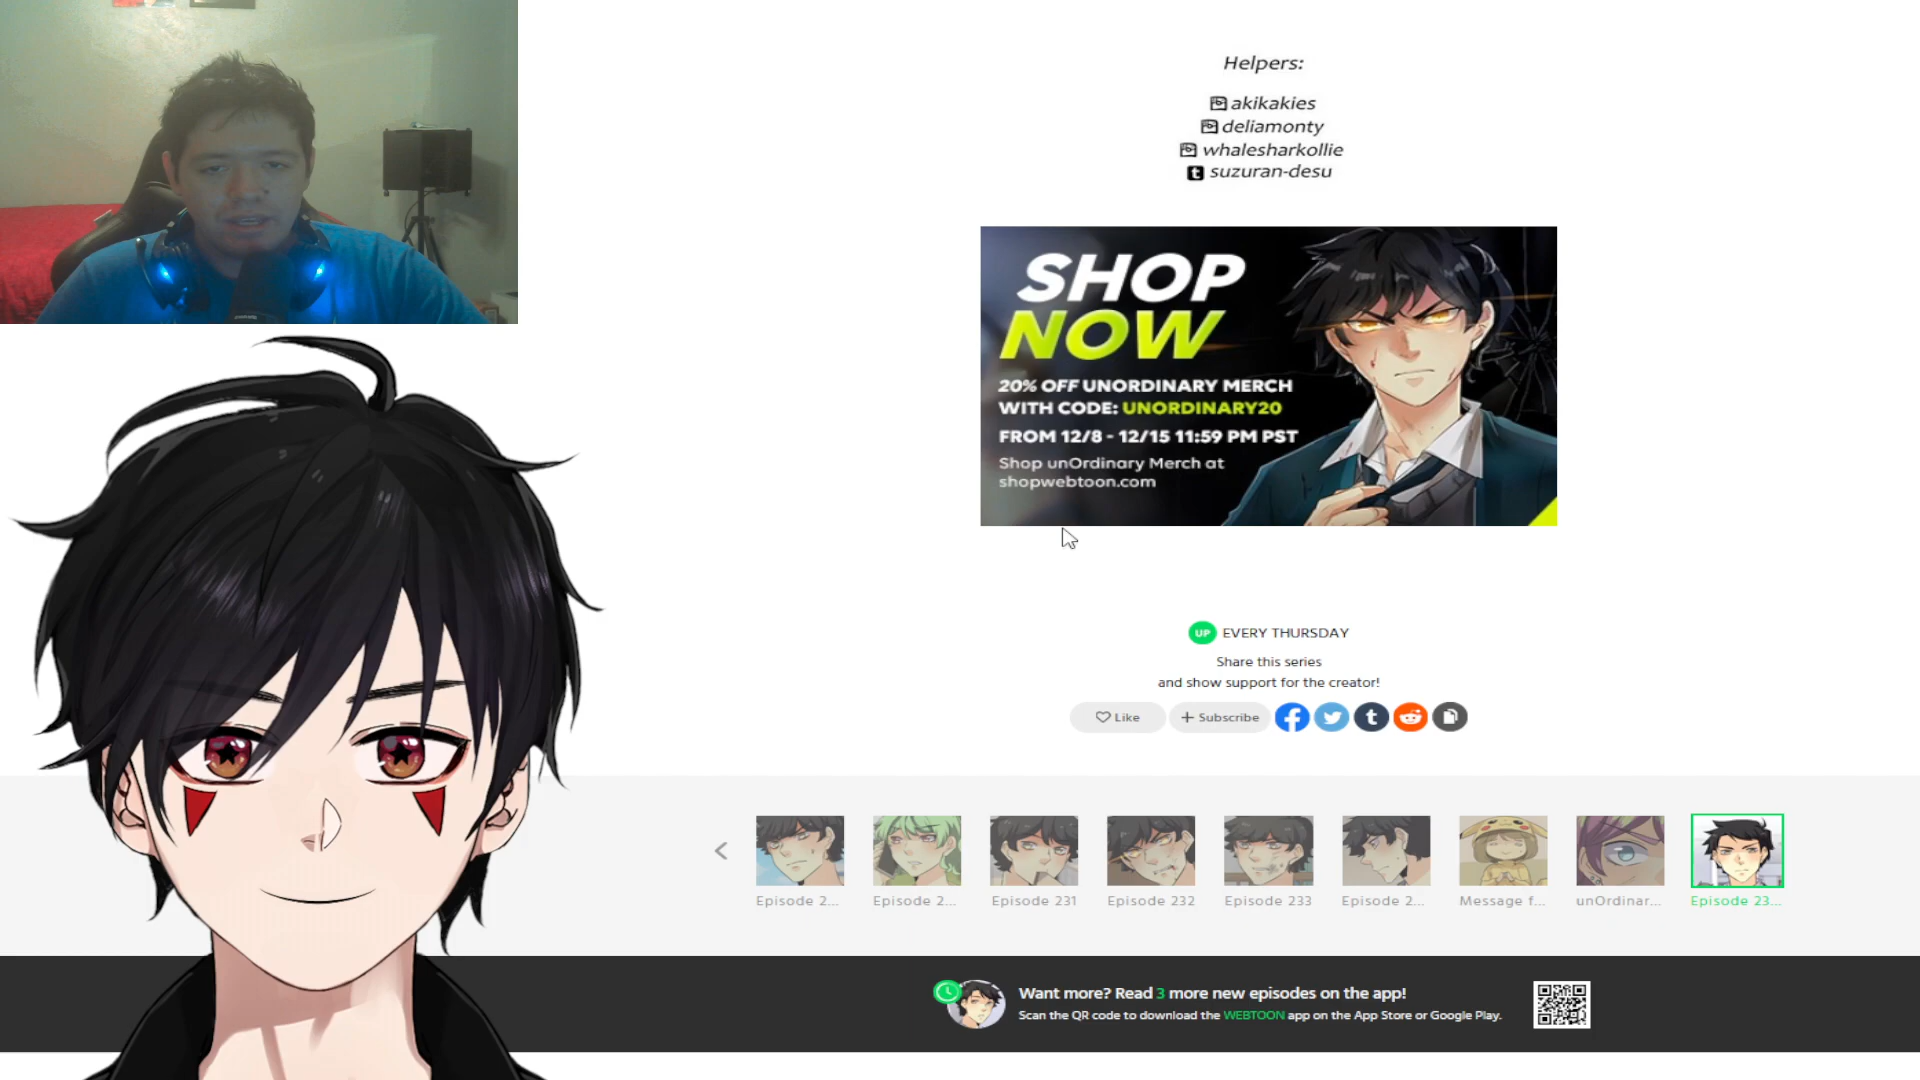 Helpers:
akikakies
deliamonty
whalesharkollie
t suzuran-desu
SHOP
NOW
20% OFF UNORDINARY MERCH
WITH CODE: UNORDINARY20
FROM 12/8 - 12/15 11:59 PM PST
Shop unOrdinary Merch at
shopwebtoon.com
UP EVERY THURSDAY
Share this series
and show support for the creator!
Like + Subscribe
Episode 2... Episode 2... Episode 231 Episode 232 Episode 233 Episode 2... Message f... unOrdinar... Episode 23...
Want more? Read 3 more new episodes on the app!
Scan the QR code to download the WEBTOON app on the App Store or Google Play.